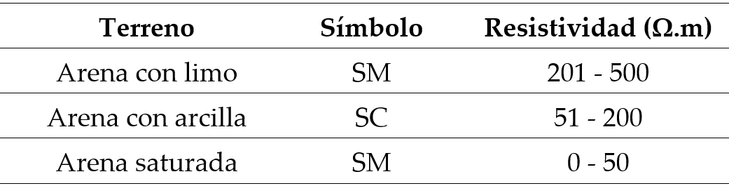 Terreno Símbolo Resistividad (Ω.m)
Arena con limo SM 201 - 500
Arena con arcilla SC 51 - 200
Arena saturada SM 0 - 50